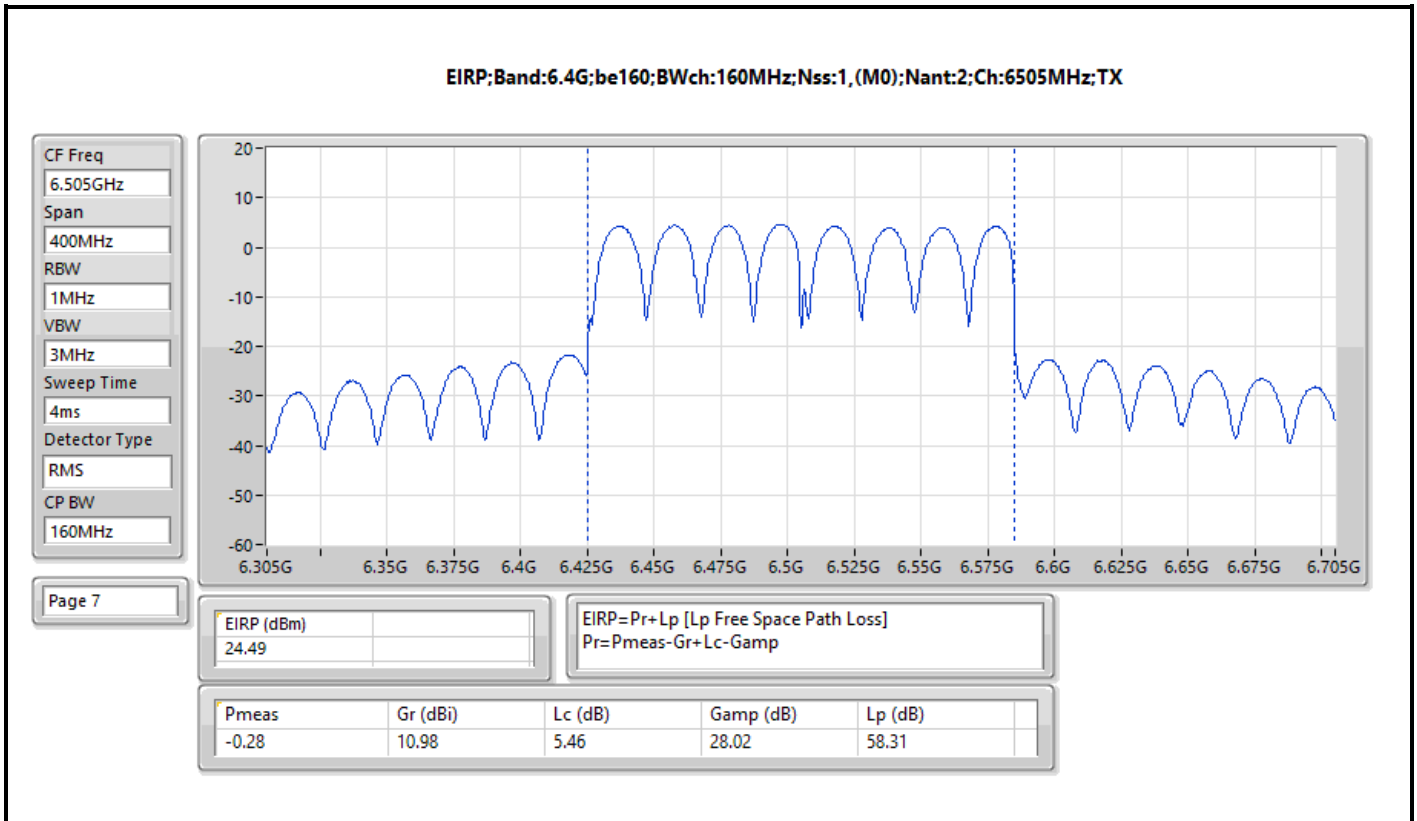 EIRP;Band:6.4G;be160;BWch:160MHz;Nss:1,(M0);Nant:2;Ch:6505MHz;TX
CF Freq
6.505GHz
Span
400MHz
RBW
1MHz
VBW
3MHz
Sweep Time
4ms
Detector Type
RMS
CP BW
160MHz
Page 7
20
10
0
-10
-20
-30
-40
-50
-60
6.305G 6.35G 6.375G 6.4G 6.425G 6.45G 6.475G 6.5G 6.525G 6.55G 6.575G 6.6G 6.625G 6.65G 6.675G 6.705G
EIRP (dBm)
24.49
EIRP=Pr+Lp [Lp Free Space Path Loss]
Pr=Pmeas-Gr+Lc-Gamp
Pmeas Gr (dBi) Lc (dB) Gamp (dB) Lp (dB)
-0.28 10.98 5.46 28.02 58.31